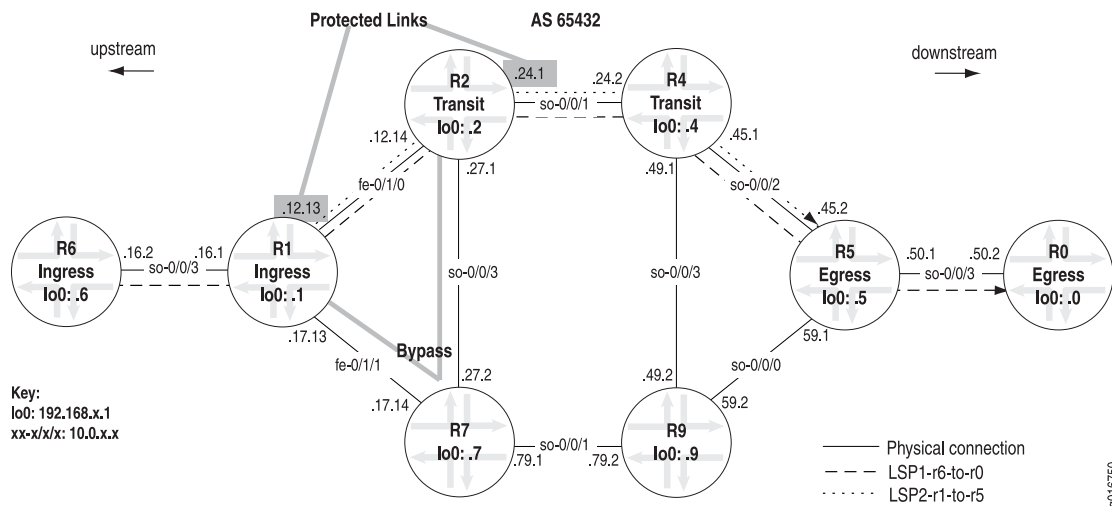 Protected Links
AS 65432
upstream
downstream
R2
Transit
lo0: .2
.24.1
.24.2
so-0/0/1
R4
Transit
lo0: .4
.12.14
.27.1
.49.1
.45.1
fe-0/1/0
so-0/0/2
.12.13
.45.2
R6
Ingress
lo0: .6
.16.2
.16.1
so-0/0/3
R1
Ingress
lo0: .1
so-0/0/3
so-0/0/3
R5
Egress
lo0: .5
.50.1
.50.2
so-0/0/3
R0
Egress
lo0: .0
.17.13
59.1
Bypass
fe-0/1/1
so-0/0/0
.27.2
.49.2
59.2
.17.14
R7
lo0: .7
.79.1
so-0/0/1
.79.2
R9
lo0: .9
Key:
lo0: 192.168.x.1
xx-x/x/x: 10.0.x.x
Physical connection
LSP1-r6-to-r0
LSP2-r1-to-r5
g016750